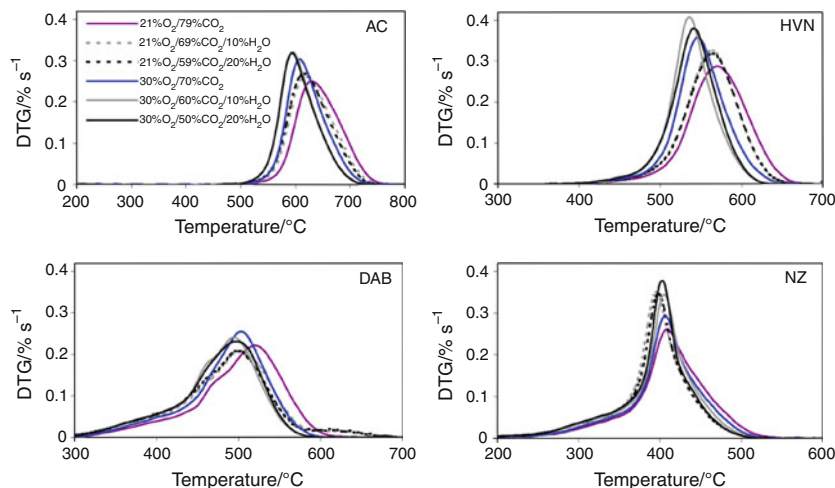 0.4
0.3
0.2
0.1
0
DTG/% s⁻¹
21%O₂/79%CO₂
21%O₂/69%CO₂/10%H₂O
21%O₂/59%CO₂/20%H₂O
30%O₂/70%CO₂
30%O₂/60%CO₂/10%H₂O
30%O₂/50%CO₂/20%H₂O
AC
200 300 400 500 600 700 800
Temperature/°C
0.4
0.3
0.2
0.1
0
DTG/% s⁻¹
HVN
300 400 500 600 700
Temperature/°C
0.4
0.3
0.2
0.1
0
DTG/% s⁻¹
DAB
300 400 500 600 700
Temperature/°C
0.4
0.3
0.2
0.1
0
DTG/% s⁻¹
NZ
200 300 400 500 600
Temperature/°C